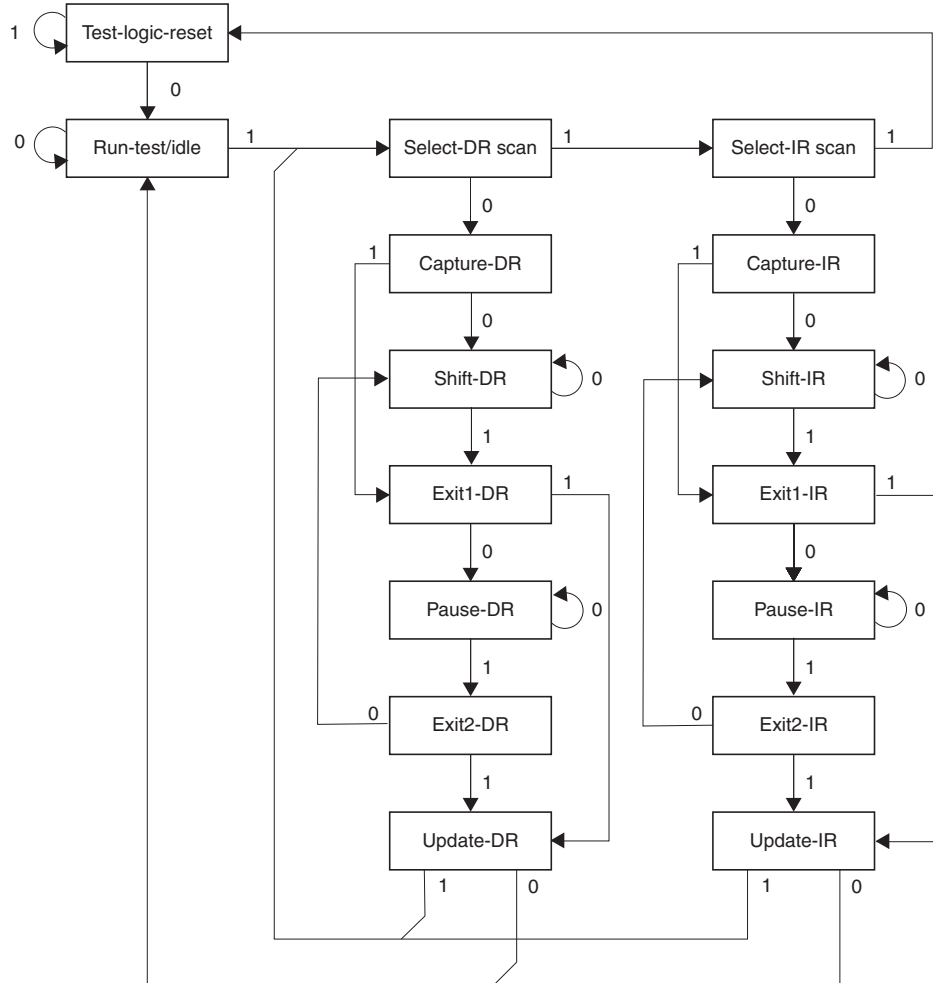 1
Test-logic-reset
0
0
Run-test/idle
1
Select-DR scan
1
Select-IR scan
1
0
0
1
Capture-DR
1
Capture-IR
0
0
Shift-DR
0
Shift-IR
0
1
1
Exit1-DR
1
Exit1-IR
1
0
0
Pause-DR
0
Pause-IR
0
1
1
0
Exit2-DR
0
Exit2-IR
1
1
Update-DR
Update-IR
1
0
1
0